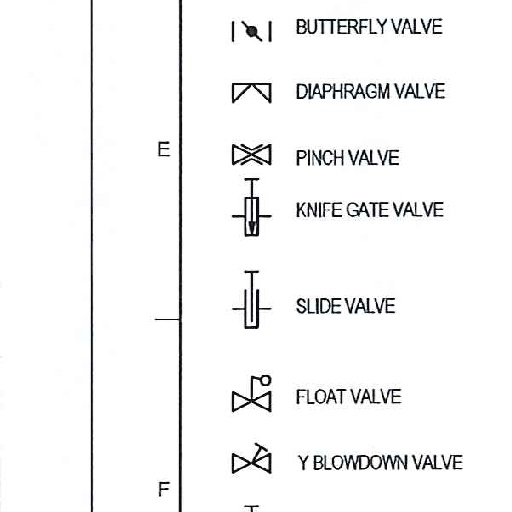 BUTTERFLY VALVE
DIAPHRAGM VALVE
E
PINCH VALVE
KNIFE GATE VALVE
SLIDE VALVE
FLOAT VALVE
Y BLOWDOWN VALVE
F